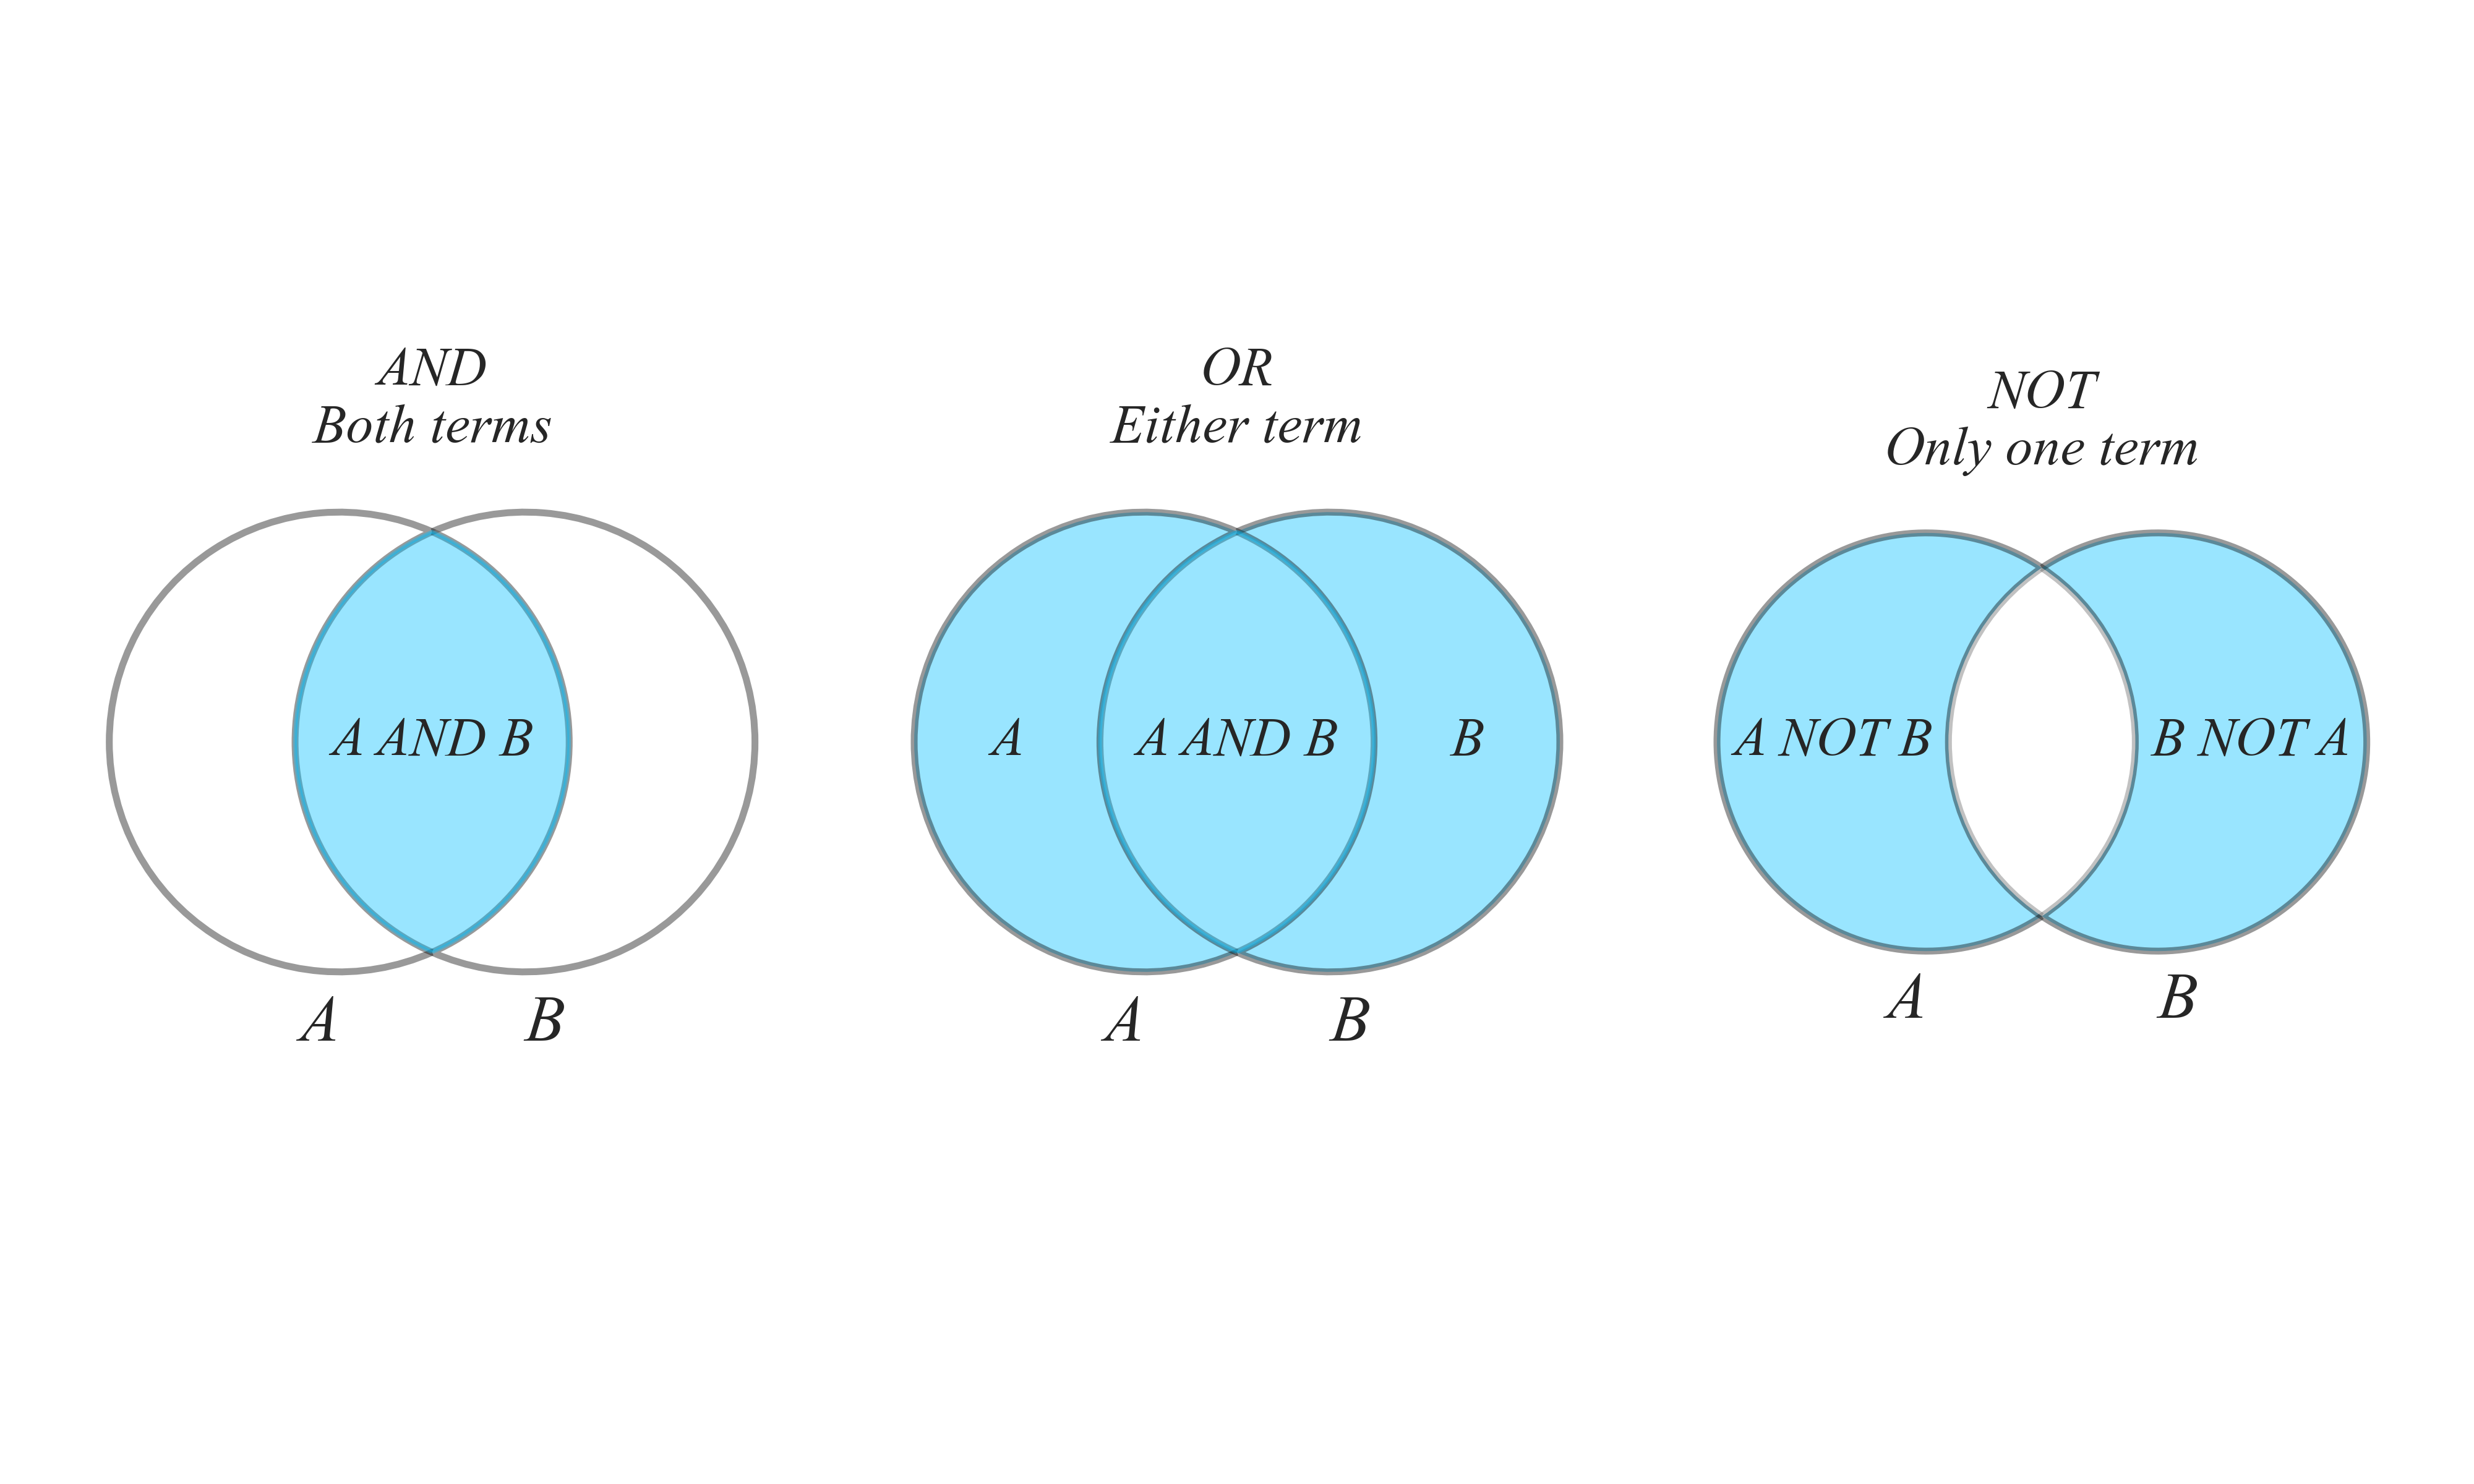 AND
Both terms
A AND B
A
B
OR
Either term
A
A AND B
B
A
B
NOT
Only one term
A NOT B
B NOT A
A
B